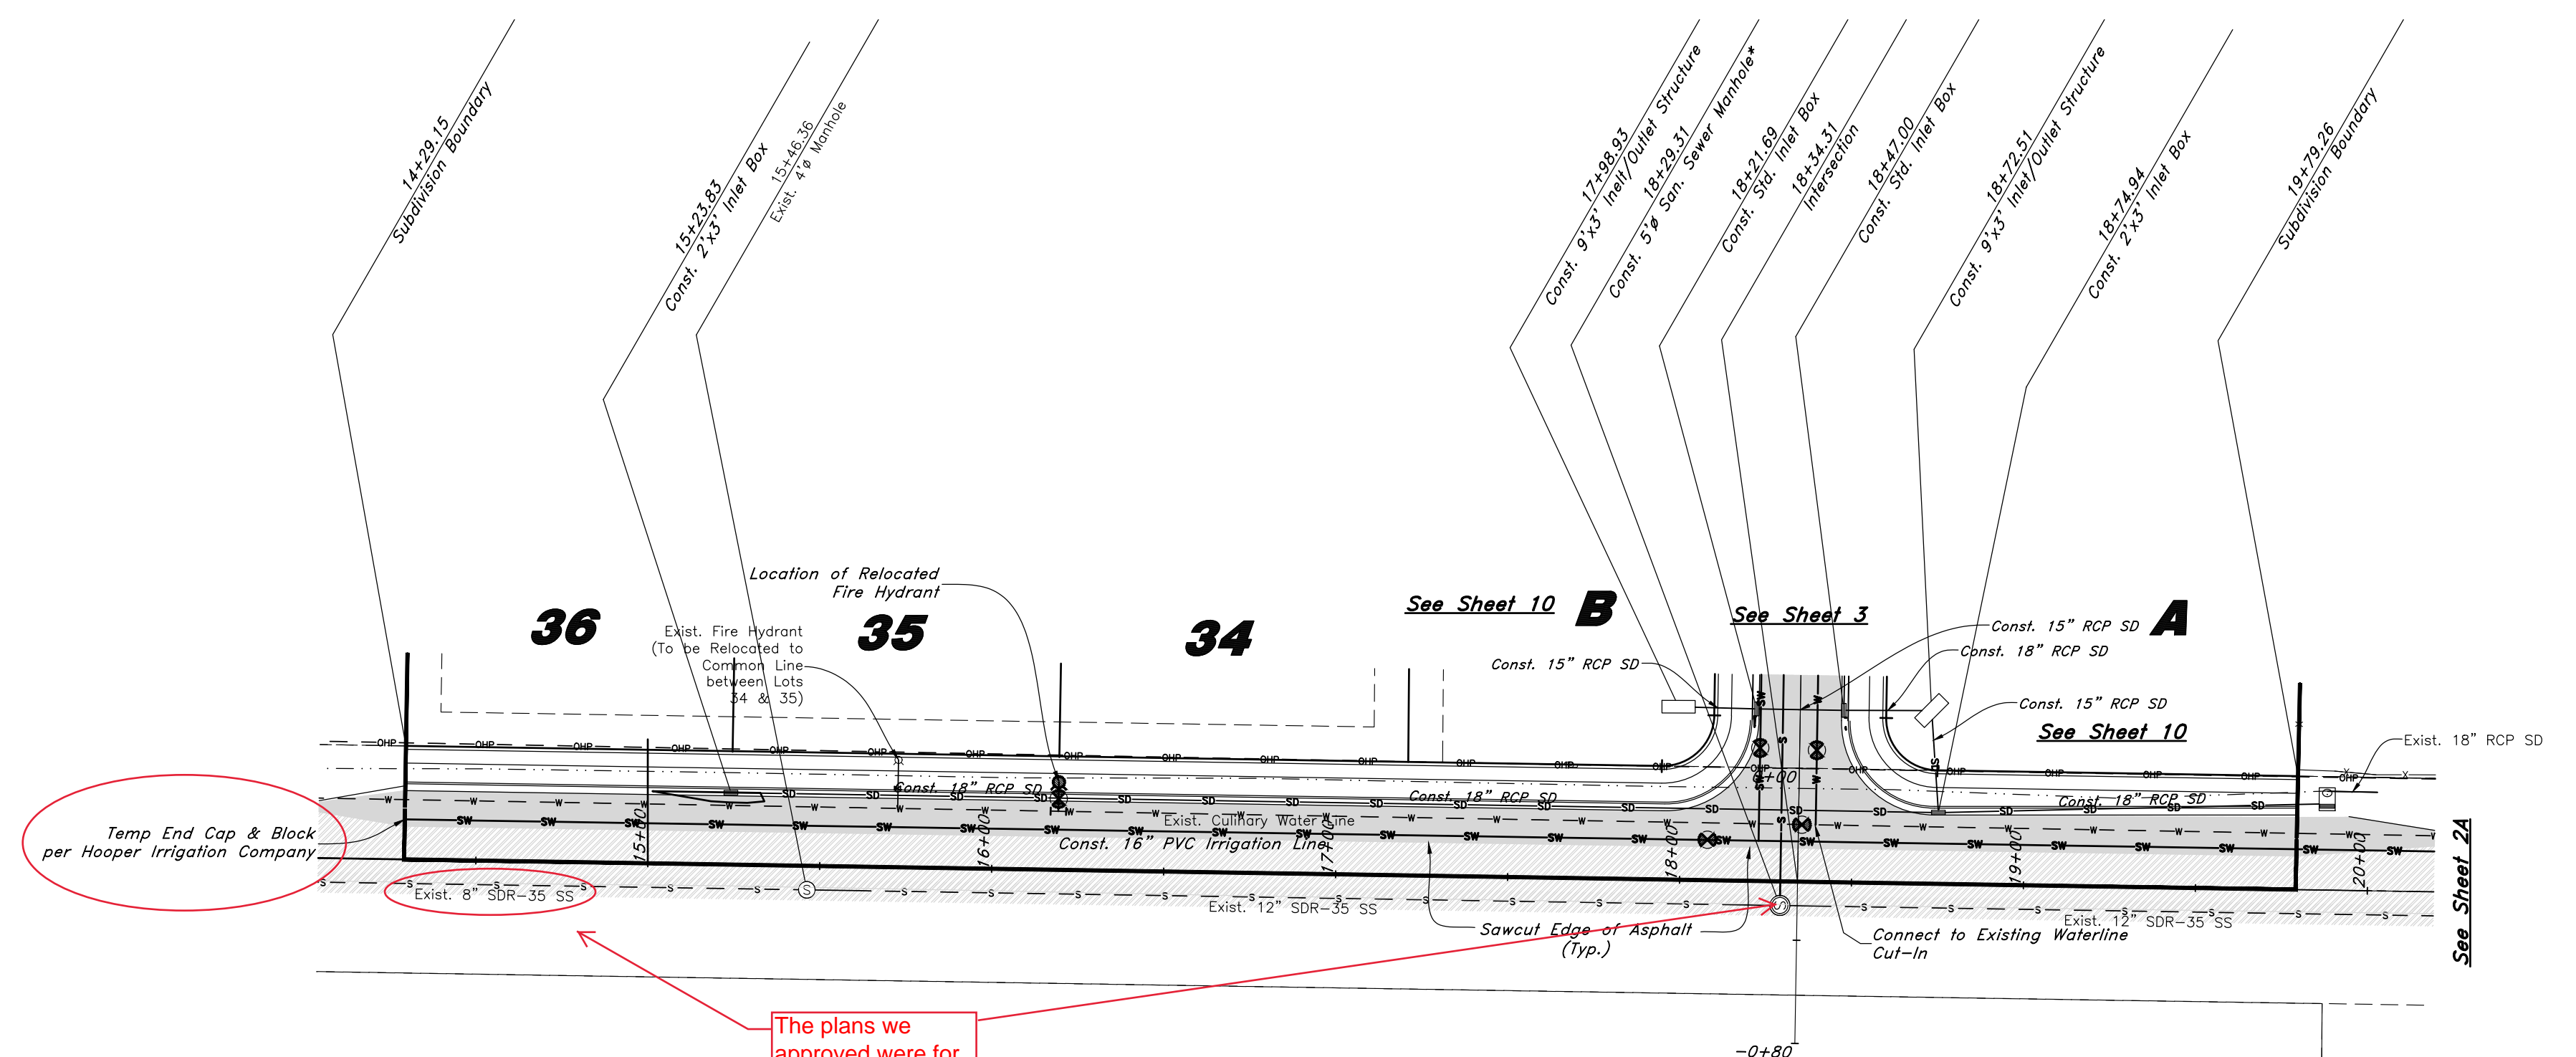 14+29.15
Subdivision Boundary
15+23.83
Const. 2'x3' Inlet Box
15+46.36
Exist. 4'ø Manhole
17+98.93
Const. 9'x3' Inelt/Outlet Structure
18+29.31
Const. 5'ø San. Sewer Manhole*
18+21.69
Const. Std. Inlet Box
18+34.31
Intersection
18+47.00
Const. Std. Inlet Box
18+72.51
Const. 9'x3' Inlet/Outlet Structure
18+74.94
Const. 2'x3' Inlet Box
19+79.26
Subdivision Boundary
Location of Relocated
Fire Hydrant
36
Exist. Fire Hydrant
(To be Relocated to
Common Line
between Lots
34 & 35)
35
34
See Sheet 10
B
See Sheet 3
A
Const. 15" RCP SD
Const. 18" RCP SD
Const. 15" RCP SD
Const. 15" RCP SD
See Sheet 10
Exist. 18" RCP SD
Const. 18" RCP SD
Const. 18" RCP SD
Const. 18" RCP SD
0+00
Exist. Culinary Water Line
Const. 16" PVC Irrigation Line
15+00
16+00
17+00
18+00
19+00
20+00
Temp End Cap & Block
per Hooper Irrigation Company
Exist. 8" SDR-35 SS
Exist. 12" SDR-35 SS
Exist. 12" SDR-35 SS
Sawcut Edge of Asphalt
(Typ.)
Connect to Existing Waterline
Cut-In
See Sheet 2A
The plans we
approved were for
-0+80